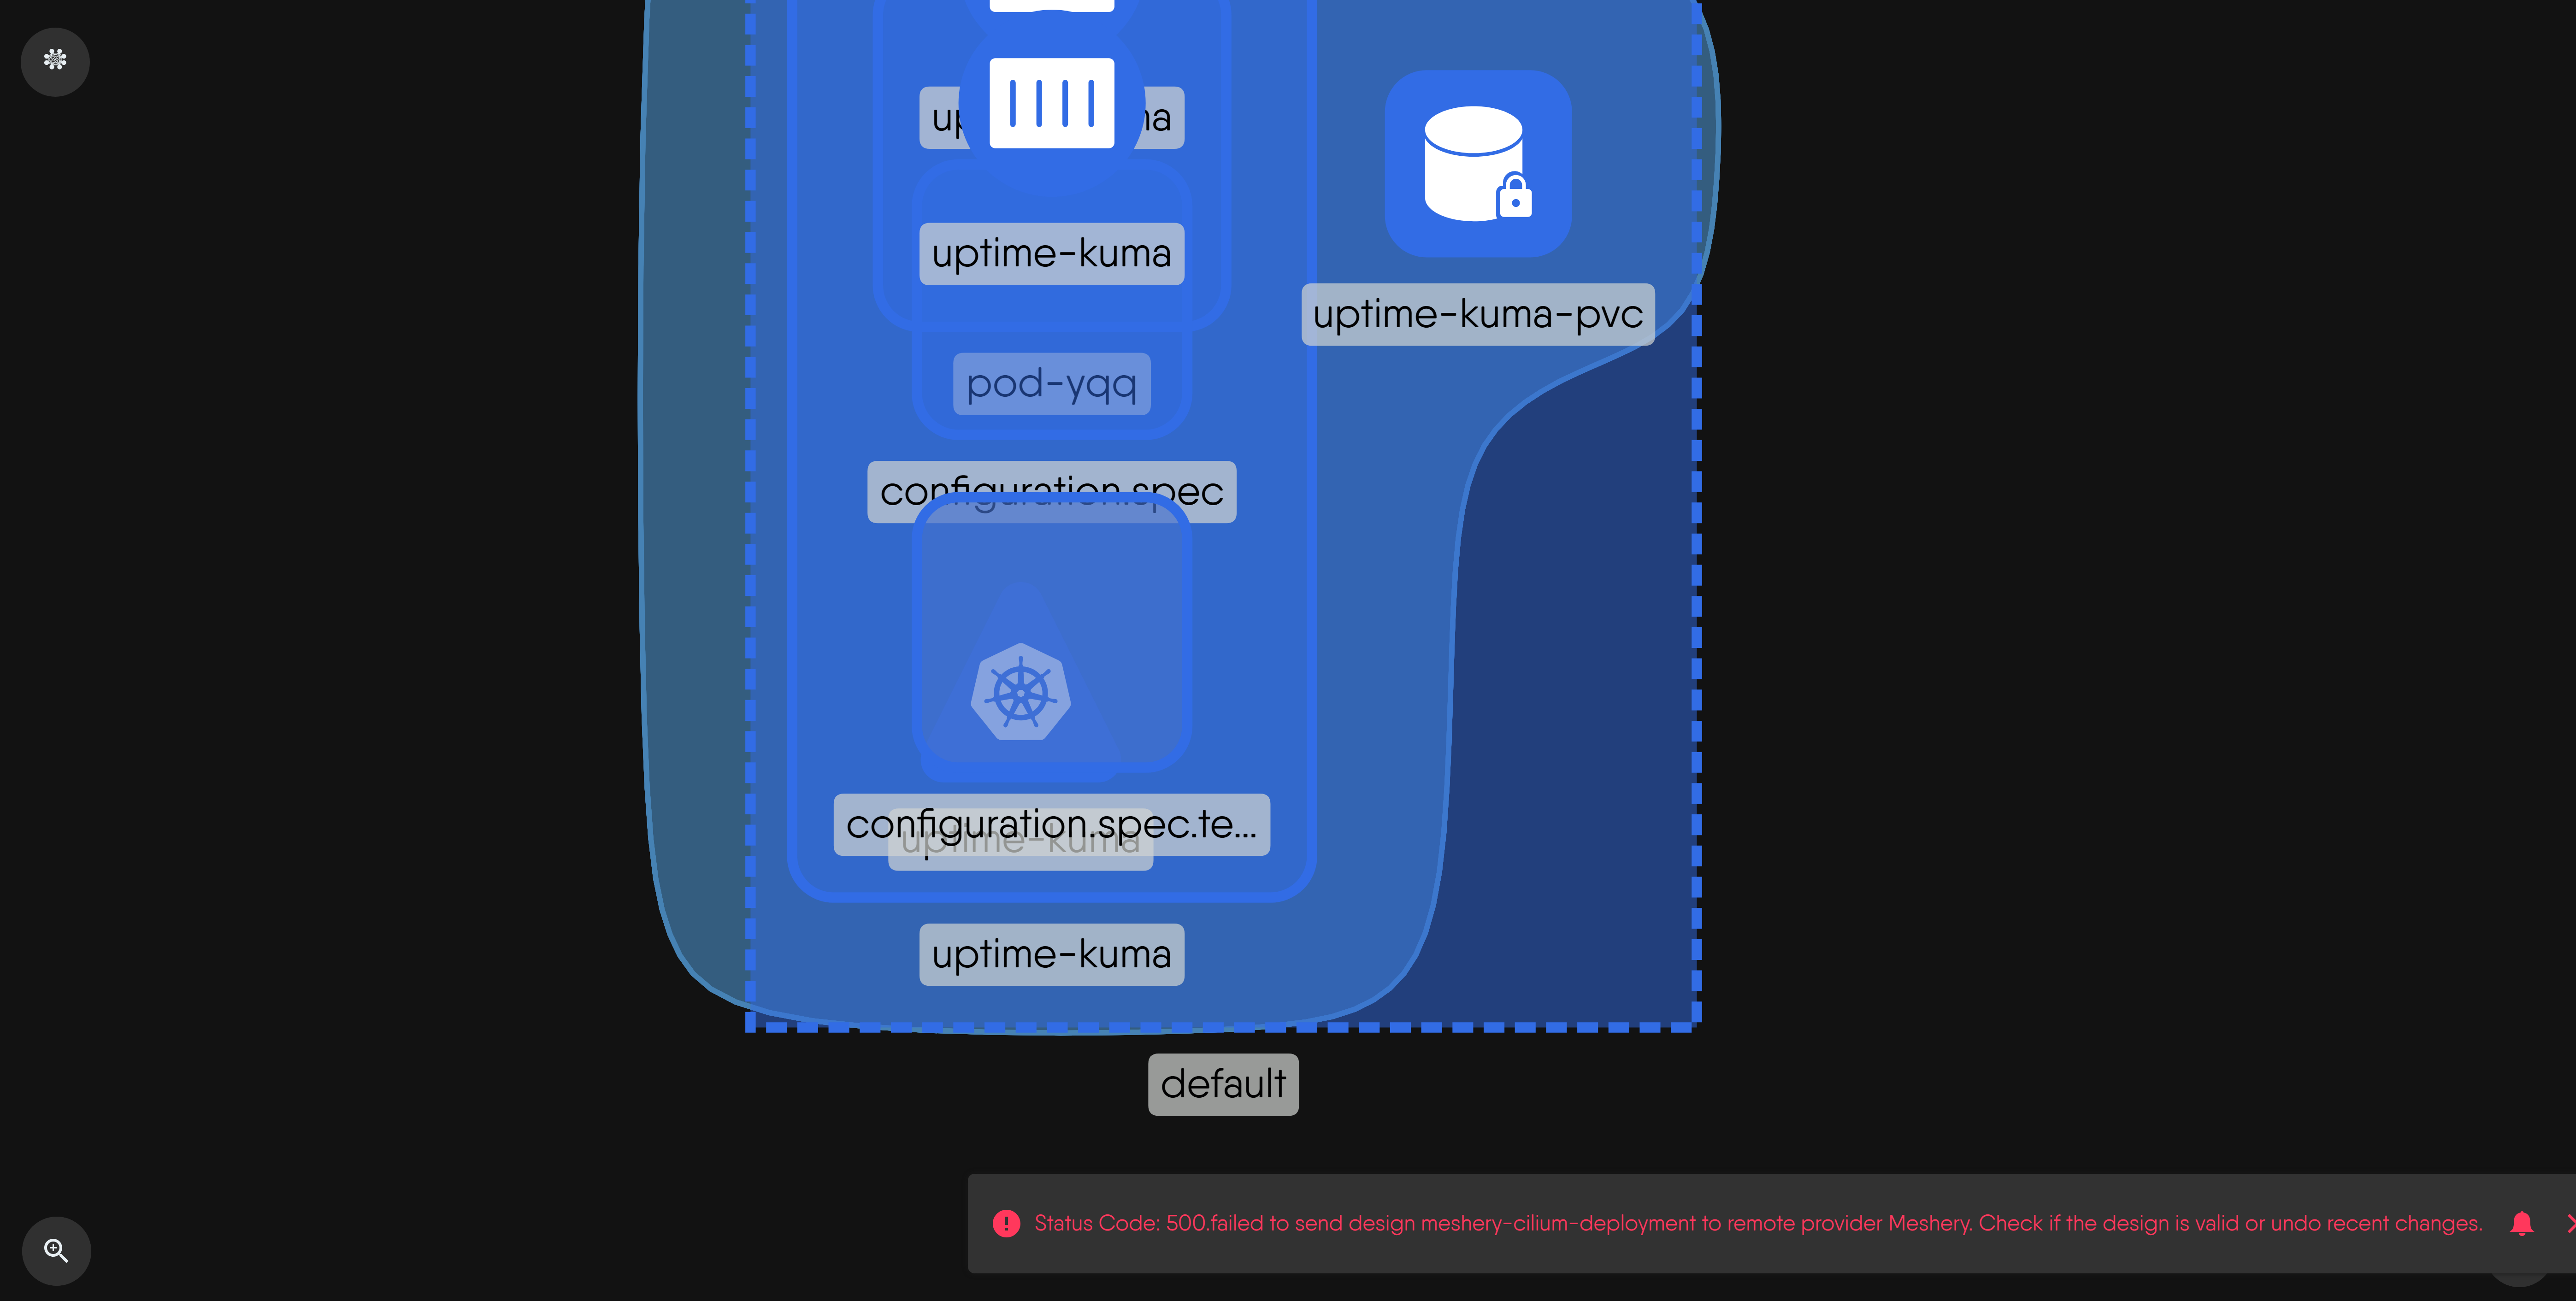 uptime-kuma
uptime-kuma-pvc
pod-yqq
configuration.spec
configuration.spec.te...
uptime-kuma
uptime-kuma
default
Status Code: 500.failed to send design meshery-cilium-deployment to remote provider Meshery. Check if the design is valid or undo recent changes.